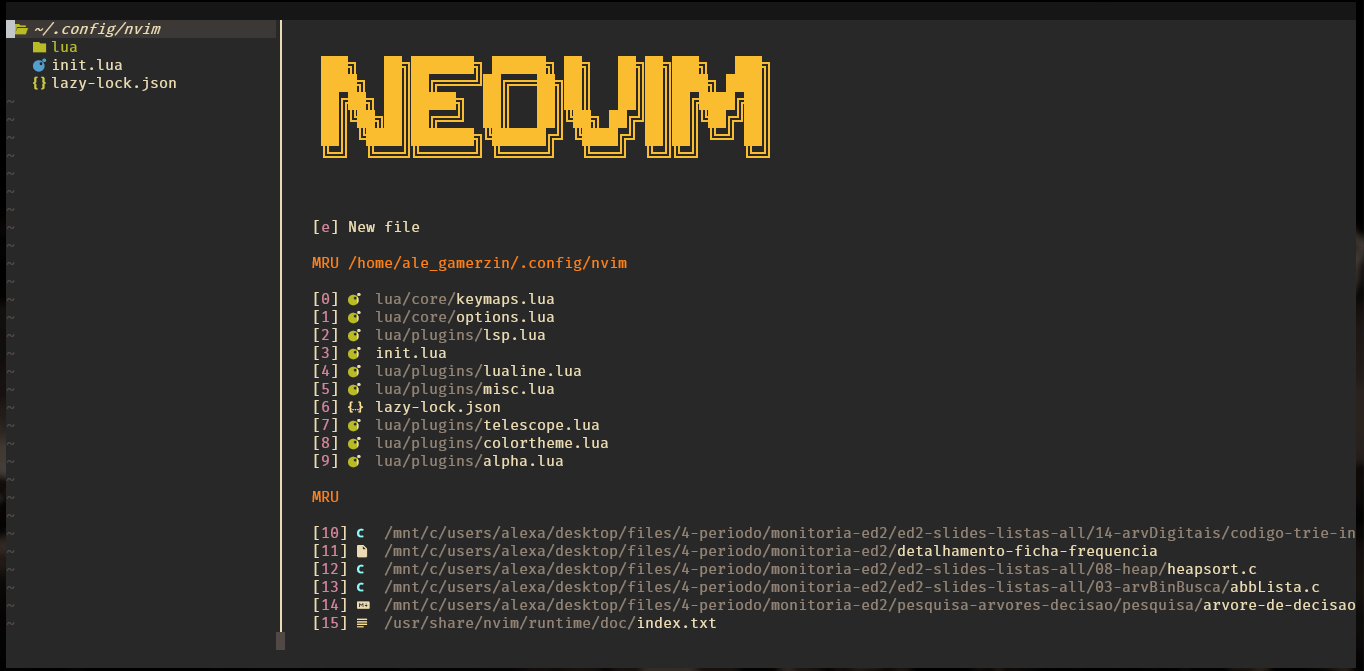 ~/.config/nvim
lua
init.lua
lazy-lock.json
NEOVIM
[e] New file
MRU /home/ale_gamerzin/.config/nvim
[0] lua/core/keymaps.lua
[1] lua/core/options.lua
[2] lua/plugins/lsp.lua
[3] init.lua
[4] lua/plugins/lualine.lua
[5] lua/plugins/misc.lua
[6] lazy-lock.json
[7] lua/plugins/telescope.lua
[8] lua/plugins/colortheme.lua
[9] lua/plugins/alpha.lua
MRU
[10] /mnt/c/users/alexa/desktop/files/4-periodo/monitoria-ed2/ed2-slides-listas-all/14-arvDigitais/codigo-trie-in
[11] /mnt/c/users/alexa/desktop/files/4-periodo/monitoria-ed2/detalhamento-ficha-frequencia
[12] /mnt/c/users/alexa/desktop/files/4-periodo/monitoria-ed2/ed2-slides-listas-all/08-heap/heapsort.c
[13] /mnt/c/users/alexa/desktop/files/4-periodo/monitoria-ed2/ed2-slides-listas-all/03-arvBinBusca/abbLista.c
[14] /mnt/c/users/alexa/desktop/files/4-periodo/monitoria-ed2/pesquisa-arvores-decisao/pesquisa/arvore-de-decisao
[15] /usr/share/nvim/runtime/doc/index.txt